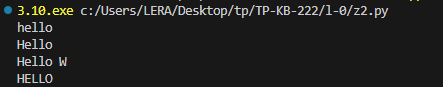 3.10.exe c:/Users/LERA/Desktop/tp/TP-KB-222/l-0/z2.py
hello
Hello
Hello W
HELLO